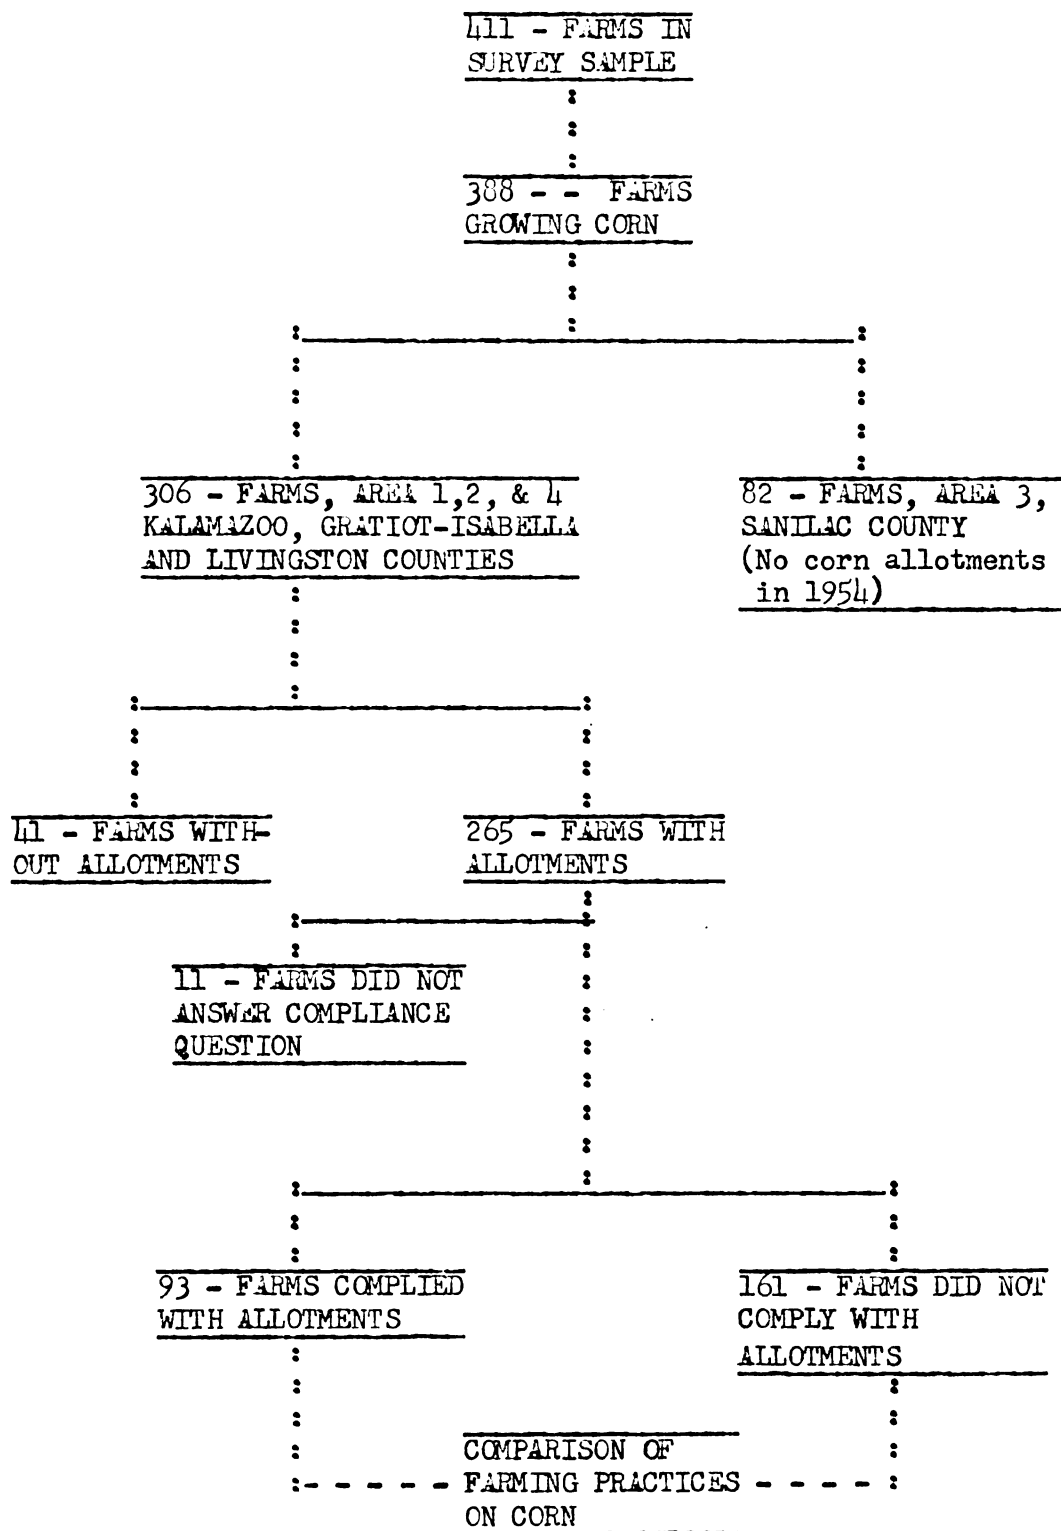 411 - FARMS IN
SURVEY SAMPLE
388 - - FARMS
GROWING CORN
306 - FARMS, AREA 1,2, & 4
KALAMAZOO, GRATIOT-ISABELLA
AND LIVINGSTON COUNTIES
82 - FARMS, AREA 3,
SANILAC COUNTY
(No corn allotments
in 1954)
41 - FARMS WITH-
OUT ALLOTMENTS
265 - FARMS WITH
ALLOTMENTS
11 - FARMS DID NOT
ANSWER COMPLIANCE
QUESTION
93 - FARMS COMPLIED
WITH ALLOTMENTS
161 - FARMS DID NOT
COMPLY WITH
ALLOTMENTS
COMPARISON OF
FARMING PRACTICES
ON CORN